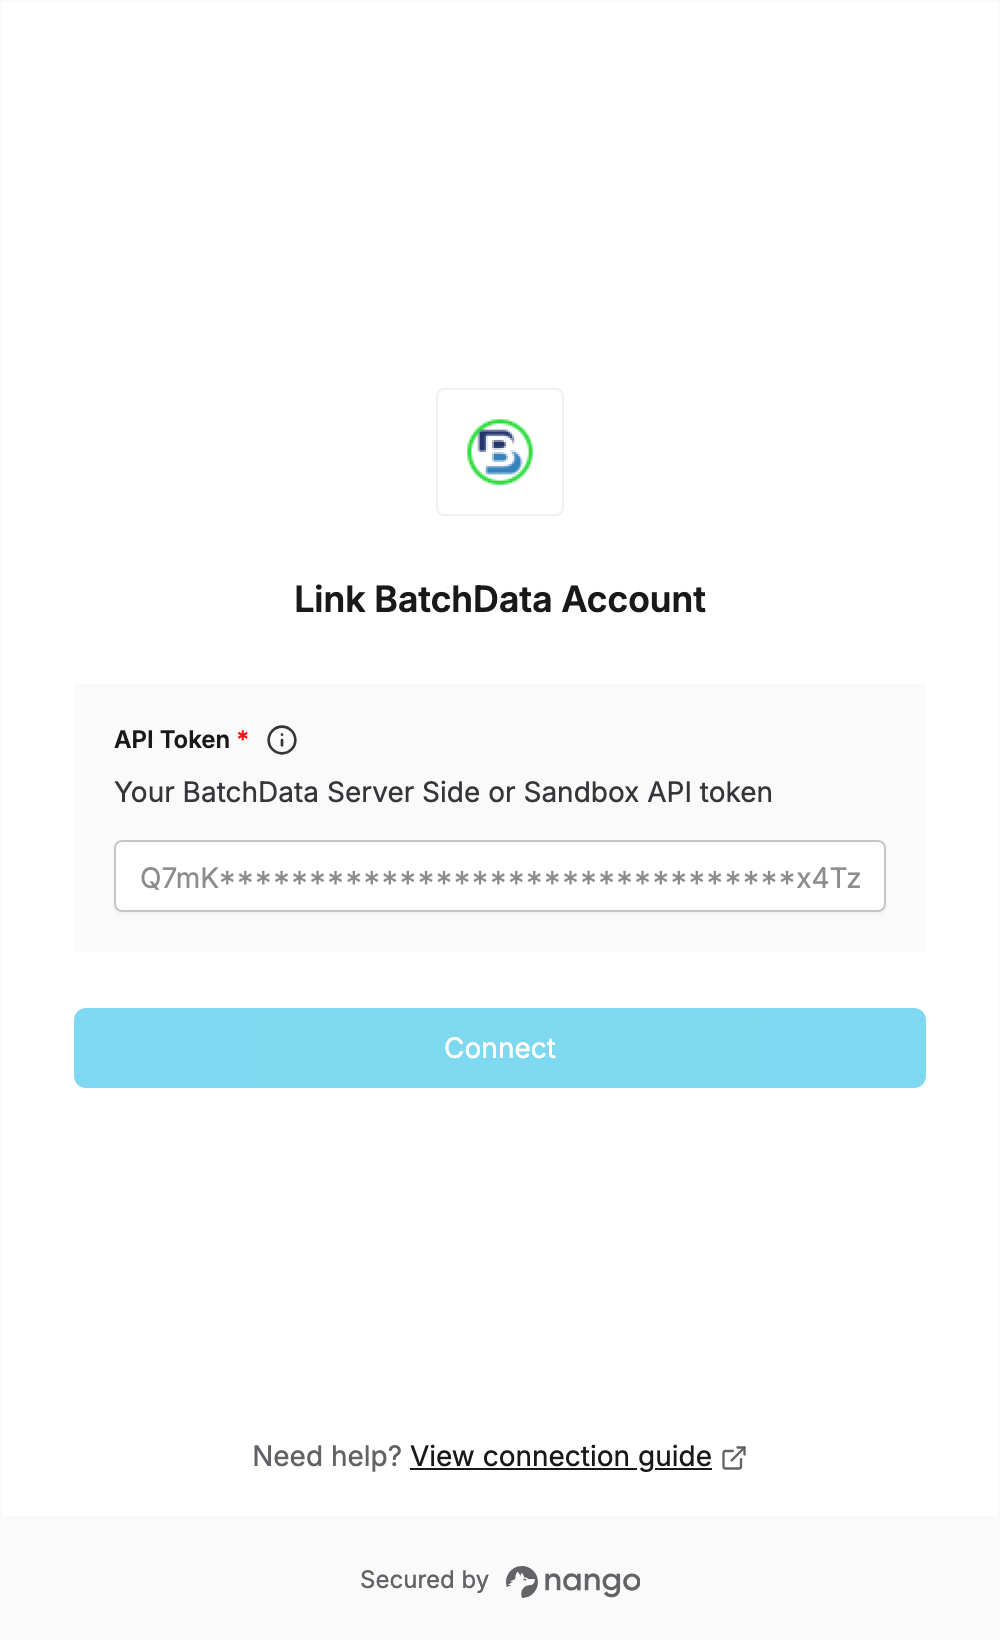 Link BatchData Account
API Token *
Your BatchData Server Side or Sandbox API token
Q7mK********************************x4Tz
Connect
Need help? View connection guide
Secured by nango